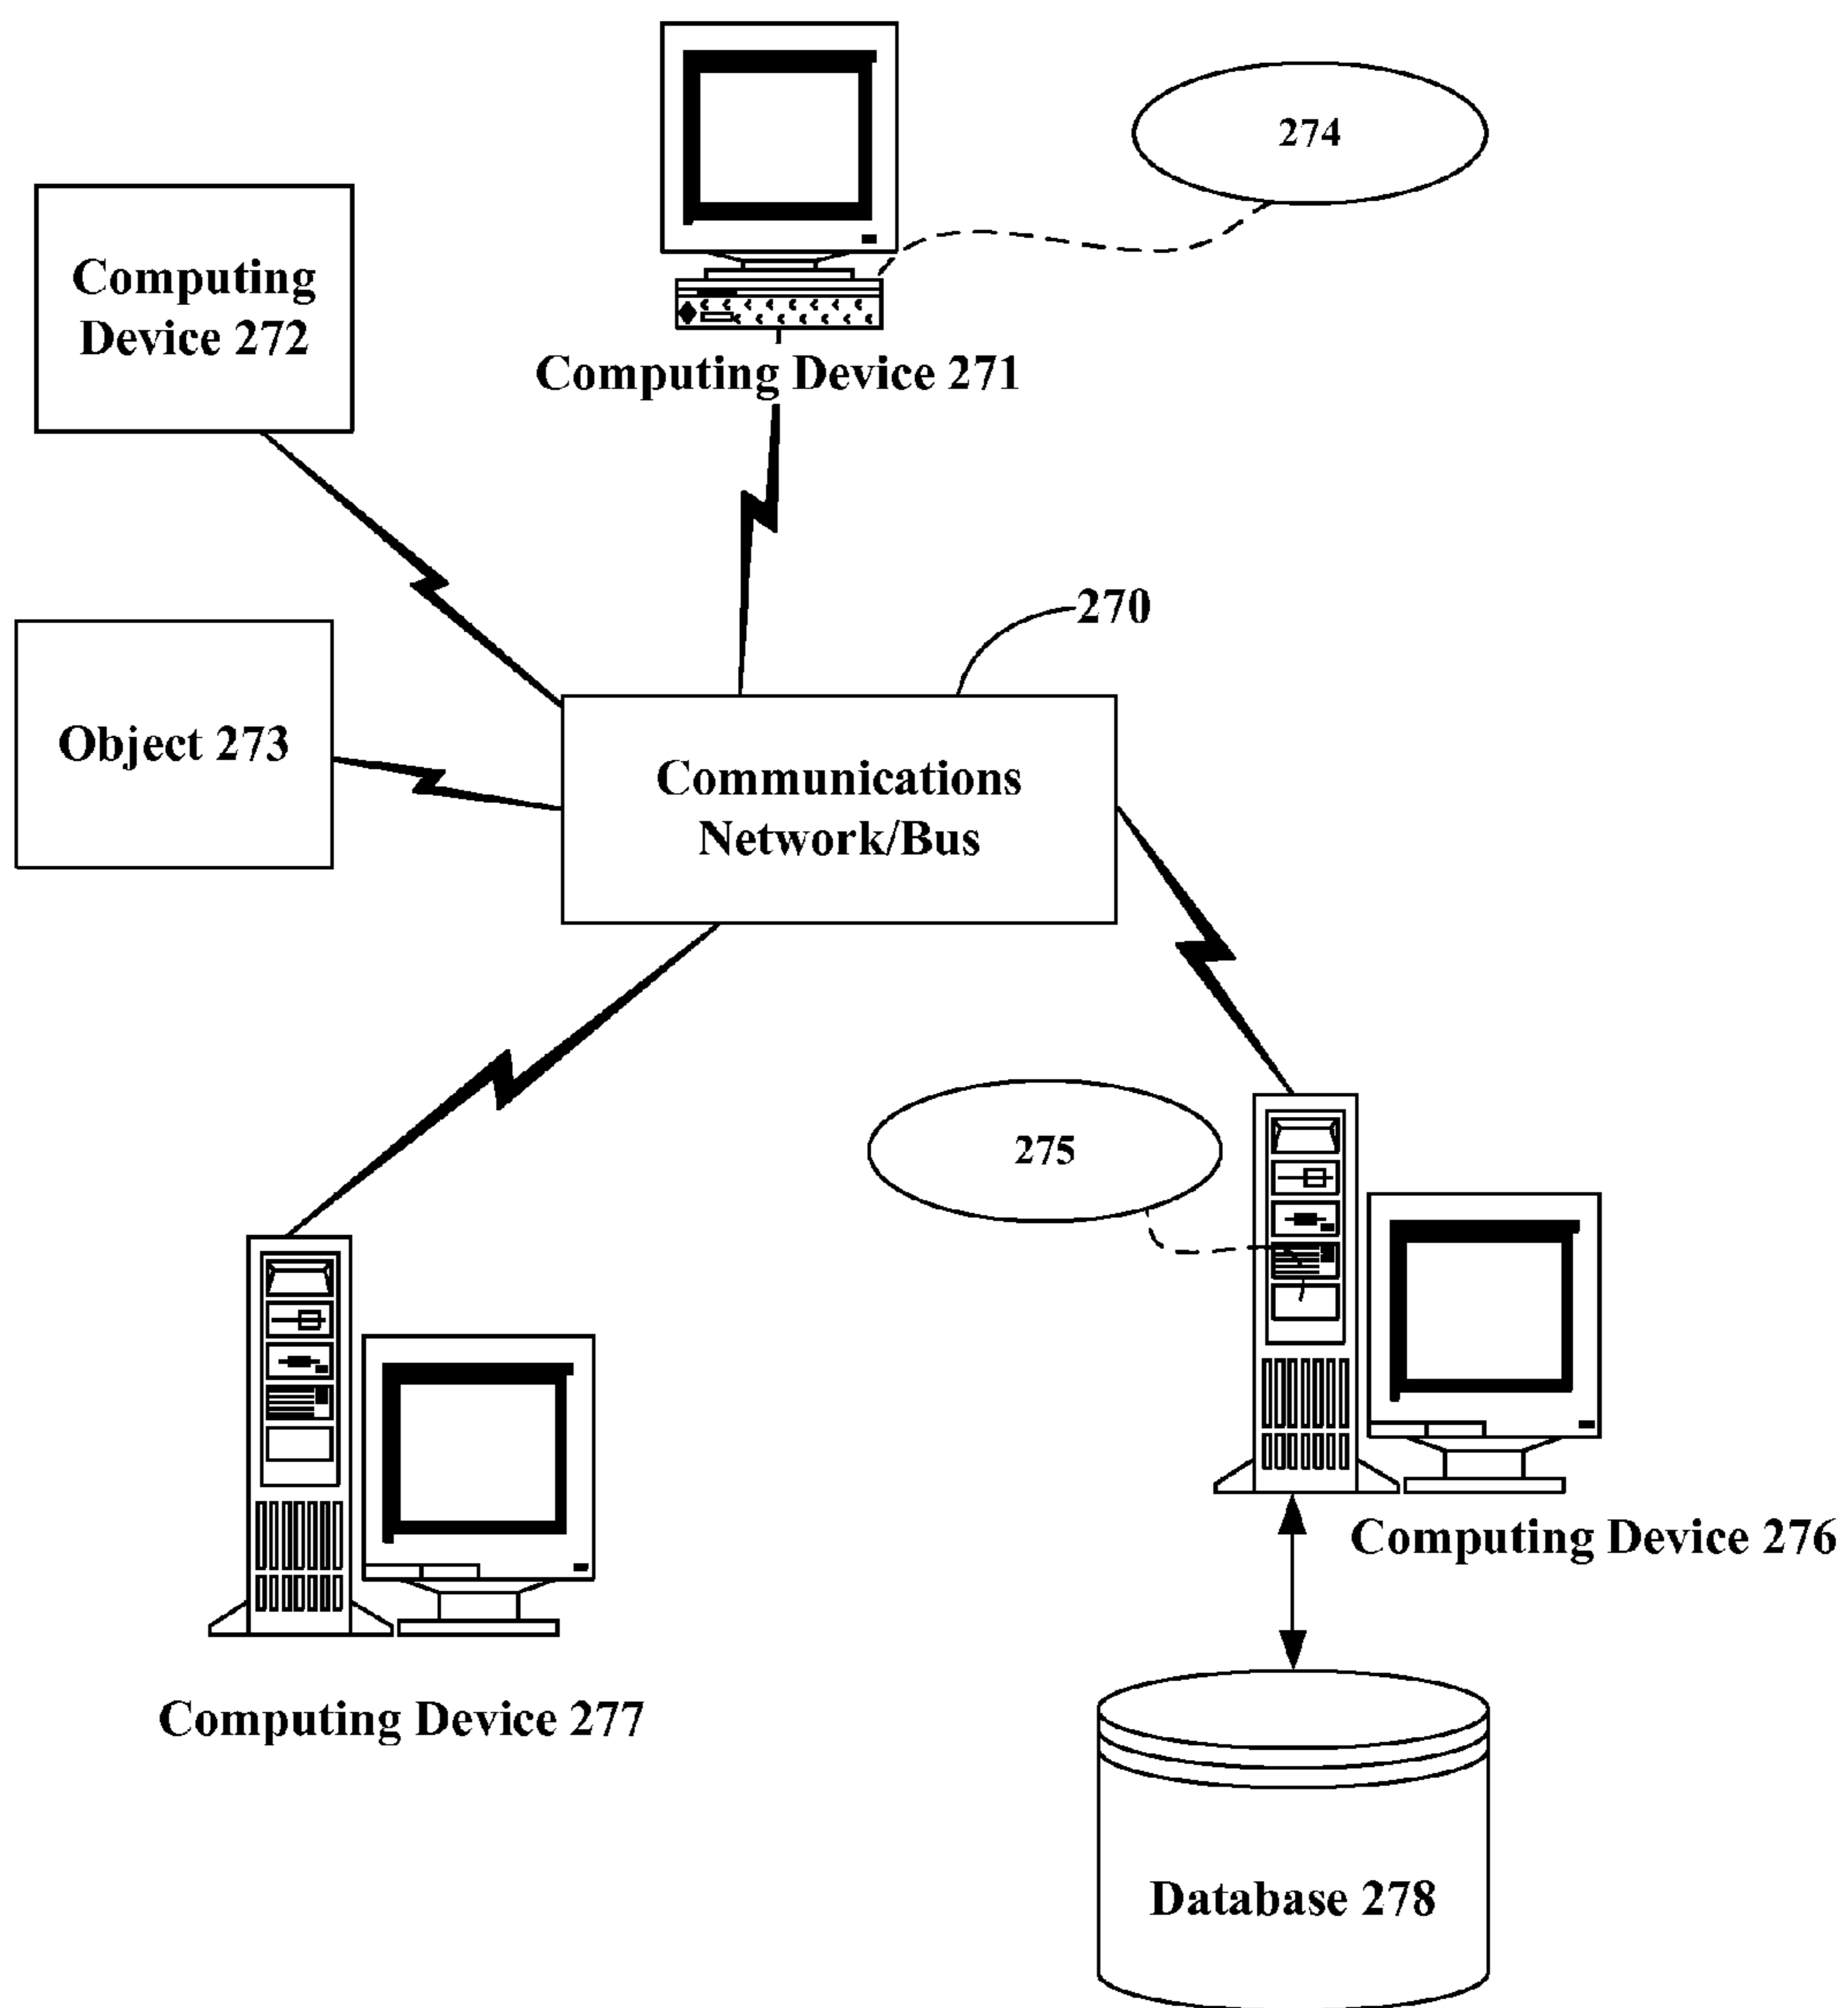 274
Computing
Device 272
Computing Device 271
270
Object 273
Communications
Network/Bus
275
Computing Device 276
Computing Device 277
Database 278